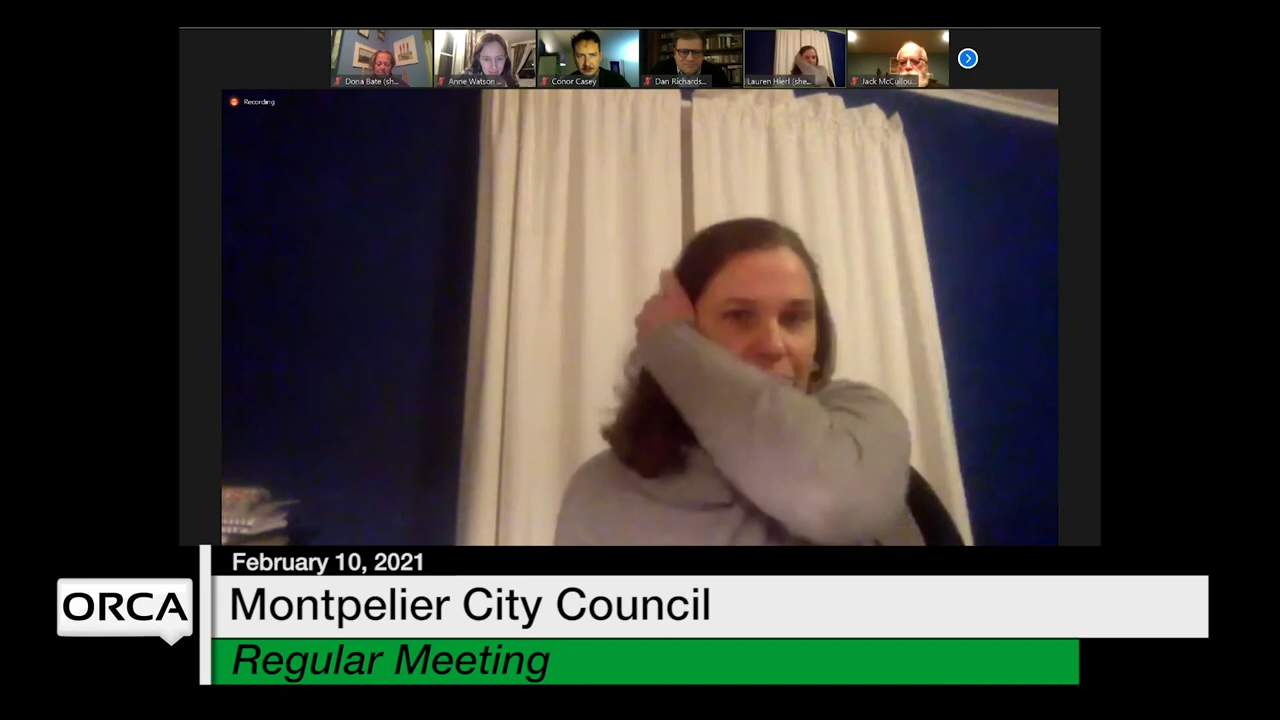 Dona Bate (sh...
Anne Watson
Conor Casey
Dan Richards...
Lauren Hierl (she...
Jack McCullou...
Recording
February 10, 2021
ORCA
Montpelier City Council
Regular Meeting